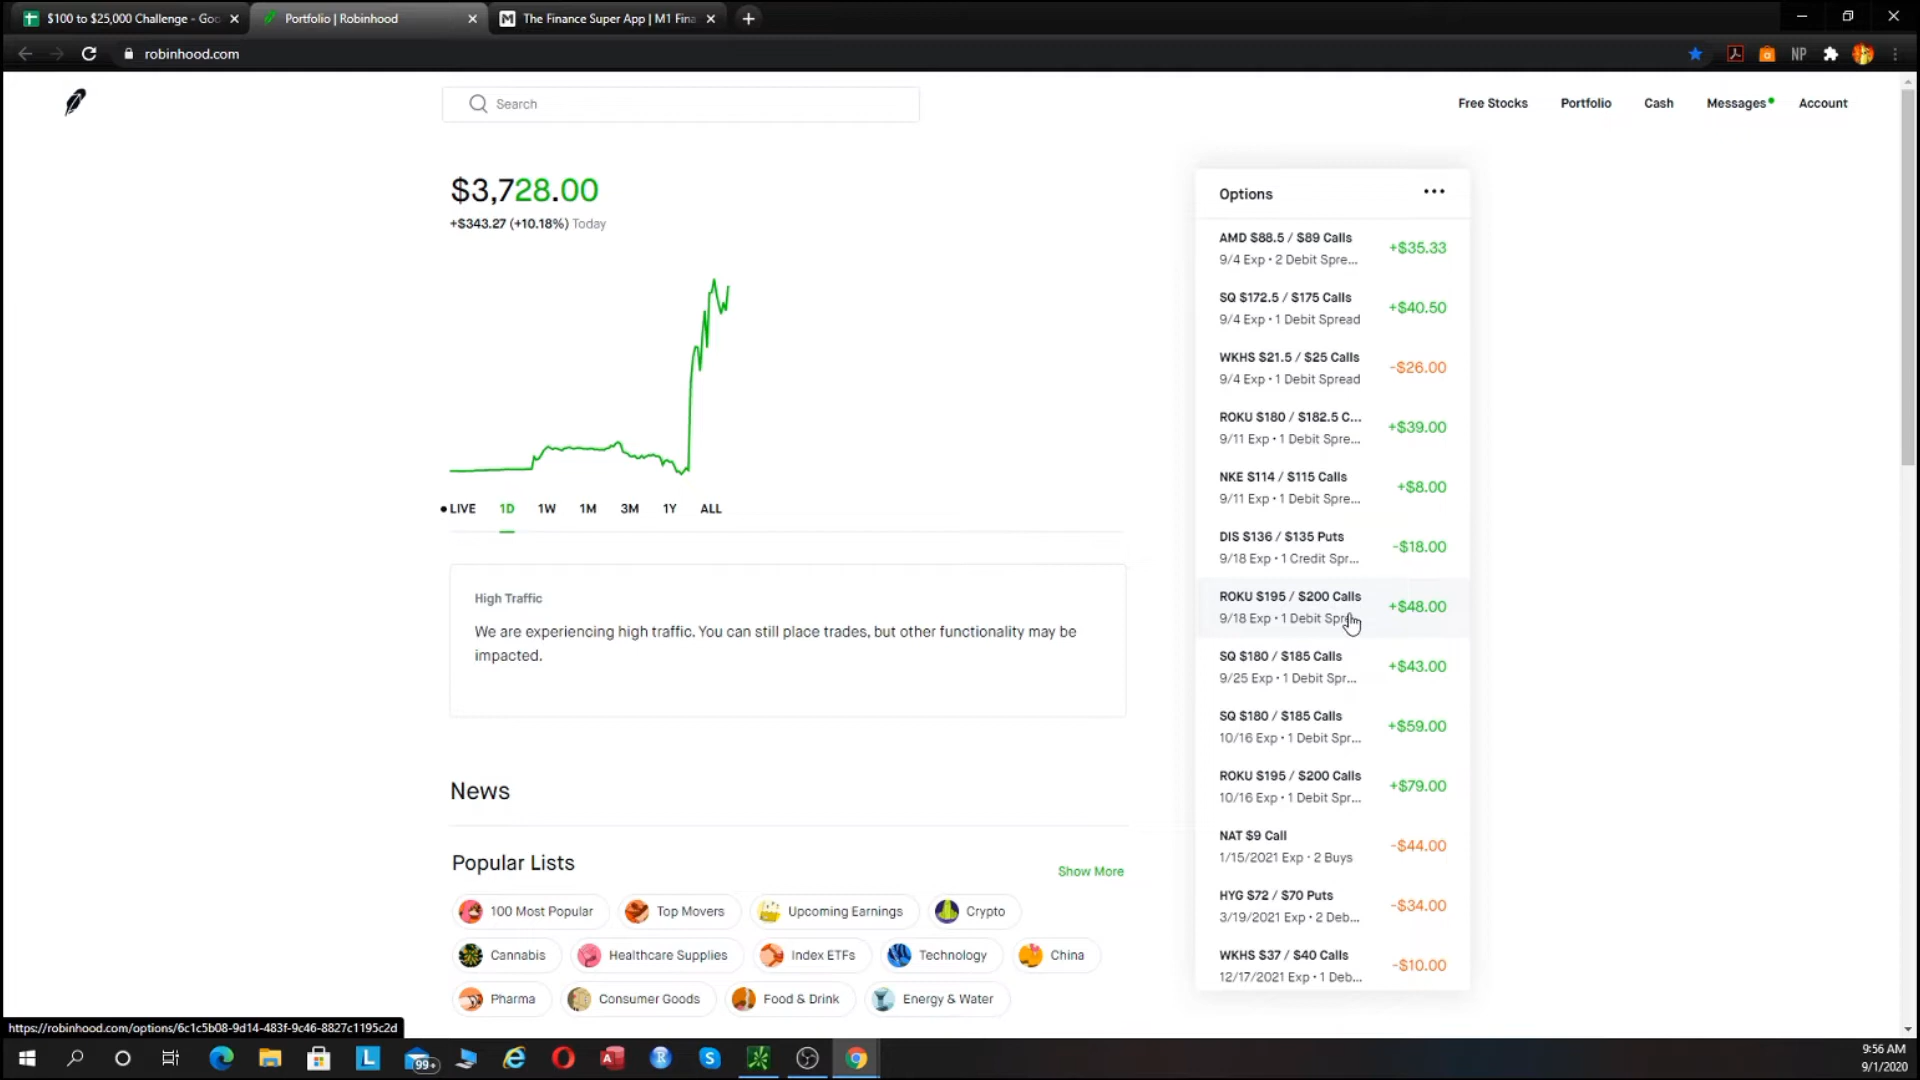 $100 to $25,000 Challenge - Goo
Portfolio | Robinhood
The Finance Super App | M1 Fina
robinhood.com
NP
Search
Free Stocks
Portfolio
Cash
Messages
Account
$3,728.00
+$343.27 (+10.18%) Today
LIVE
1D
1W
1M
3M
1Y
ALL
High Traffic
We are experiencing high traffic. You can still place trades, but other functionality may be
impacted.
News
Popular Lists
Show More
100 Most Popular
Top Movers
Upcoming Earnings
Crypto
Cannabis
Healthcare Supplies
Index ETFs
Technology
China
Pharma
Consumer Goods
Food & Drink
Energy & Water
Options
AMD $88.5 / $89 Calls
+$35.33
9/4 Exp • 2 Debit Spre...
SQ $172.5 / $175 Calls
+$40.50
9/4 Exp • 1 Debit Spread
WKHS $21.5 / $25 Calls
-$26.00
9/4 Exp • 1 Debit Spread
ROKU $180 / $182.5 C...
+$39.00
9/11 Exp • 1 Debit Spre...
NKE $114 / $115 Calls
+$8.00
9/11 Exp • 1 Debit Spre...
DIS $136 / $135 Puts
-$18.00
9/18 Exp • 1 Credit Spr...
ROKU $195 / $200 Calls
+$48.00
9/18 Exp • 1 Debit Spr...
SQ $180 / $185 Calls
+$43.00
9/25 Exp • 1 Debit Spr...
SQ $180 / $185 Calls
+$59.00
10/16 Exp • 1 Debit Spr...
ROKU $195 / $200 Calls
+$79.00
10/16 Exp • 1 Debit Spr...
NAT $9 Call
-$44.00
1/15/2021 Exp • 2 Buys
HYG $72 / $70 Puts
-$34.00
3/19/2021 Exp • 2 Deb...
WKHS $37 / $40 Calls
-$10.00
12/17/2021 Exp • 1 Deb...
https://robinhood.com/options/6c1c5b08-9d14-483f-9c46-8827c1195c2d
99+
9:56 AM
9/1/2020